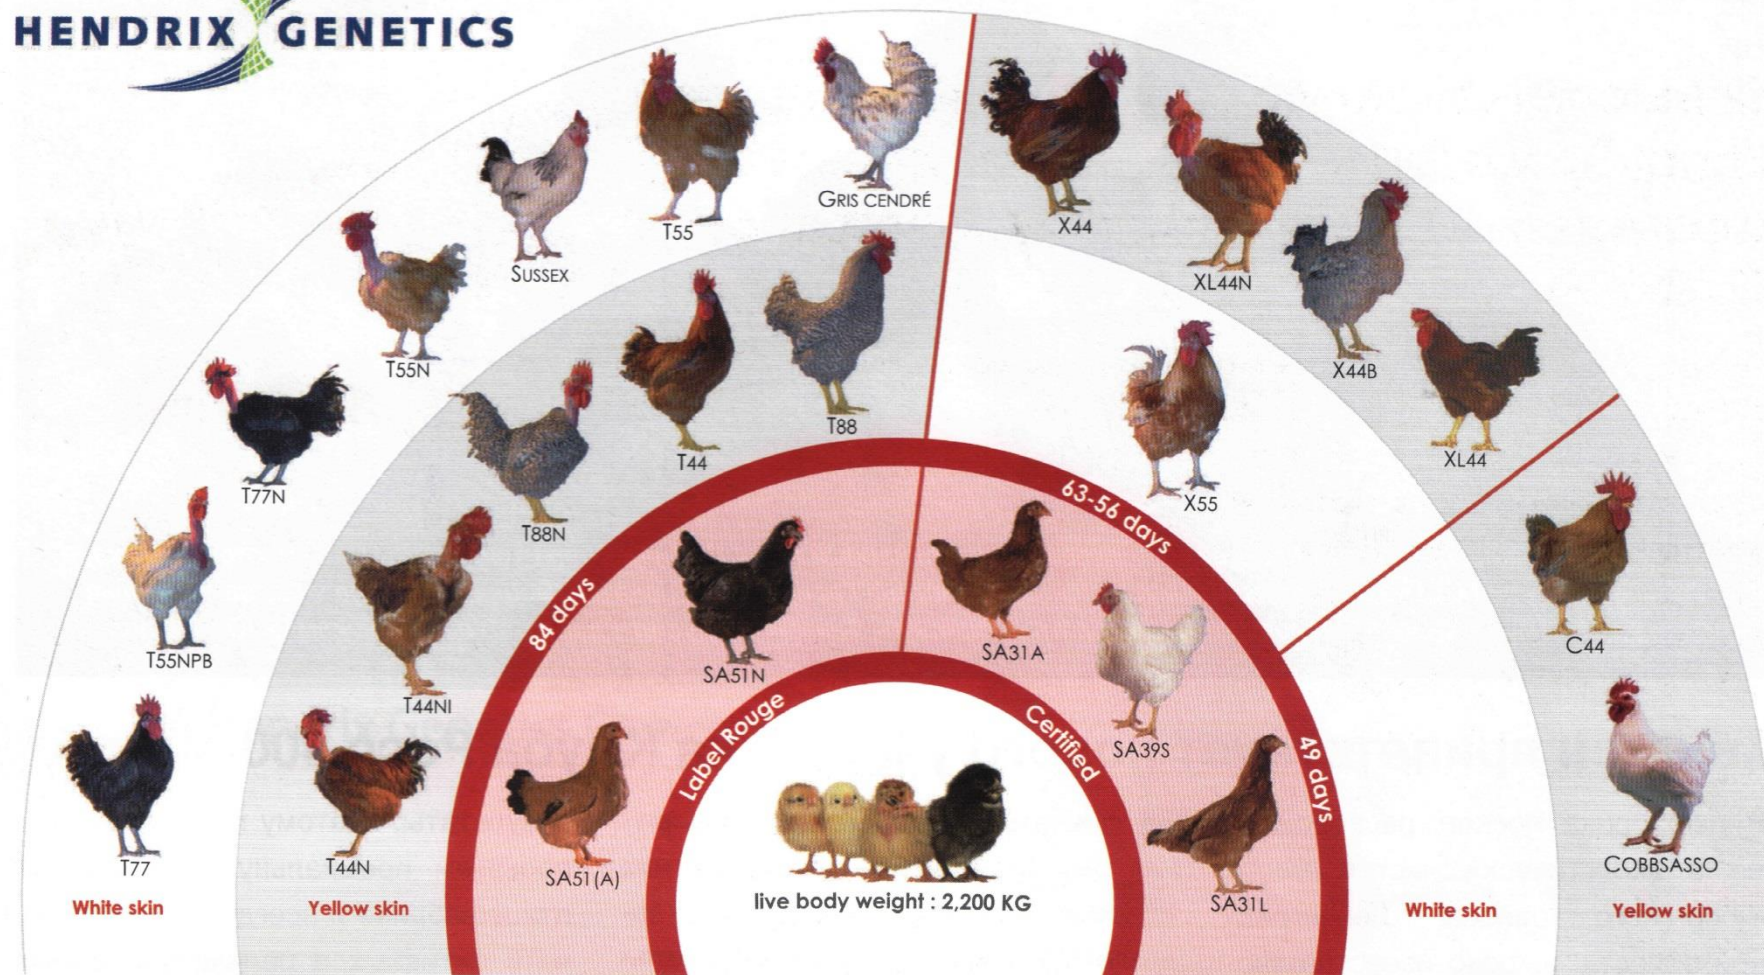 HENDRIX GENETICS
GRIS CENDRÉ
X44
T55
XL44N
SUSSEX
X44B
T55N
T88
T44
XL44
T77N
X55
T88N
63-56 days
84 days
C44
T55NPB
SA31A
SA51N
T44NI
Label Rouge
Certified
SA39S
49 days
T77
T44N
SA51(A)
COBBSASSO
live body weight : 2,200 KG
SA31L
White skin
Yellow skin
White skin
Yellow skin